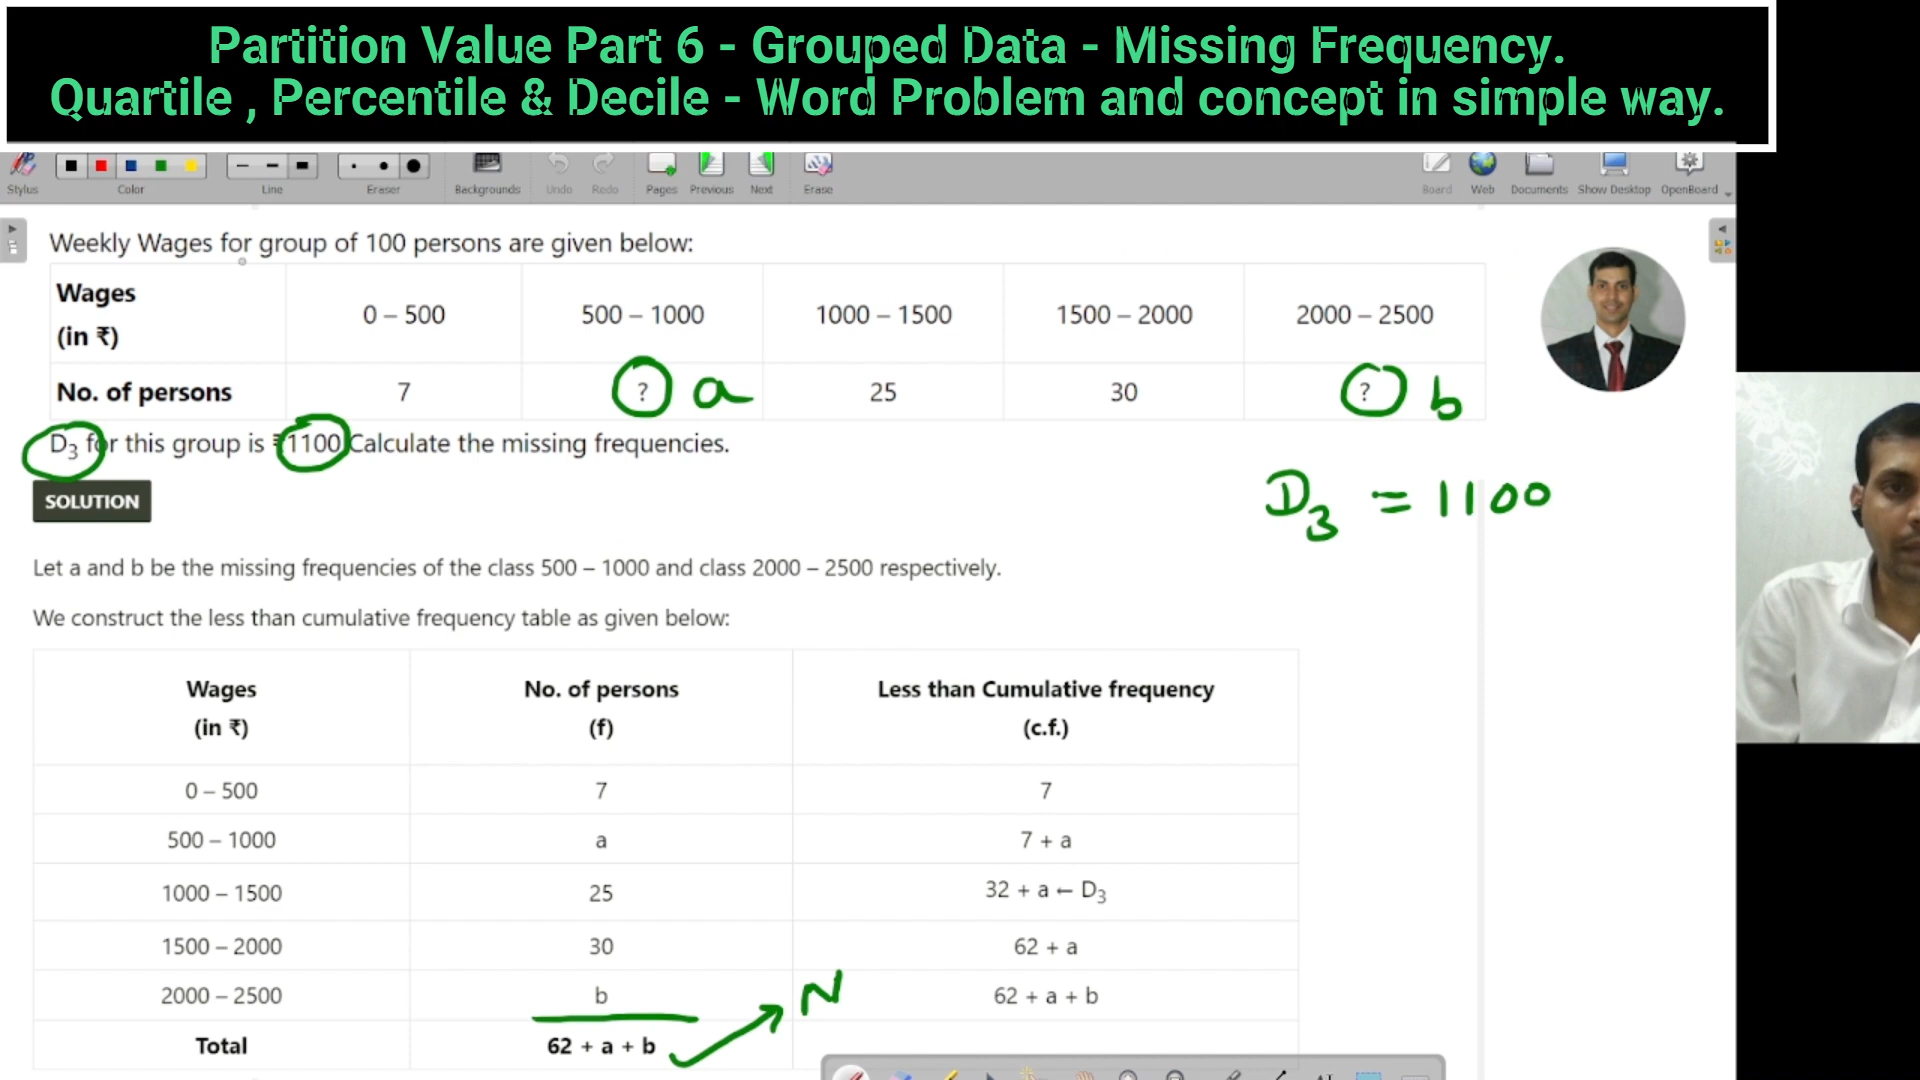 Partition Value Part 6 - Grouped Data - Missing Frequency.
Quartile , Percentile & Decile - Word Problem and concept in simple way.
Stylus Color Line Eraser Backgrounds Undo Redo Pages Previous Next Erase Board Web Documents Show Desktop OpenBoard
Weekly Wages for group of 100 persons are given below:
Wages (in ₹) 0 – 500 500 – 1000 1000 – 1500 1500 – 2000 2000 – 2500
No. of persons 7 ? a 25 30 ? b
D3 for this group is ₹1100 Calculate the missing frequencies.
D3 = 1100
SOLUTION
Let a and b be the missing frequencies of the class 500 – 1000 and class 2000 – 2500 respectively.
We construct the less than cumulative frequency table as given below:
Wages No. of persons Less than Cumulative frequency
(in ₹) (f) (c.f.)
0 – 500 7 7
500 – 1000 a 7 + a
1000 – 1500 25 32 + a ← D3
1500 – 2000 30 62 + a
2000 – 2500 b N 62 + a + b
Total 62 + a + b